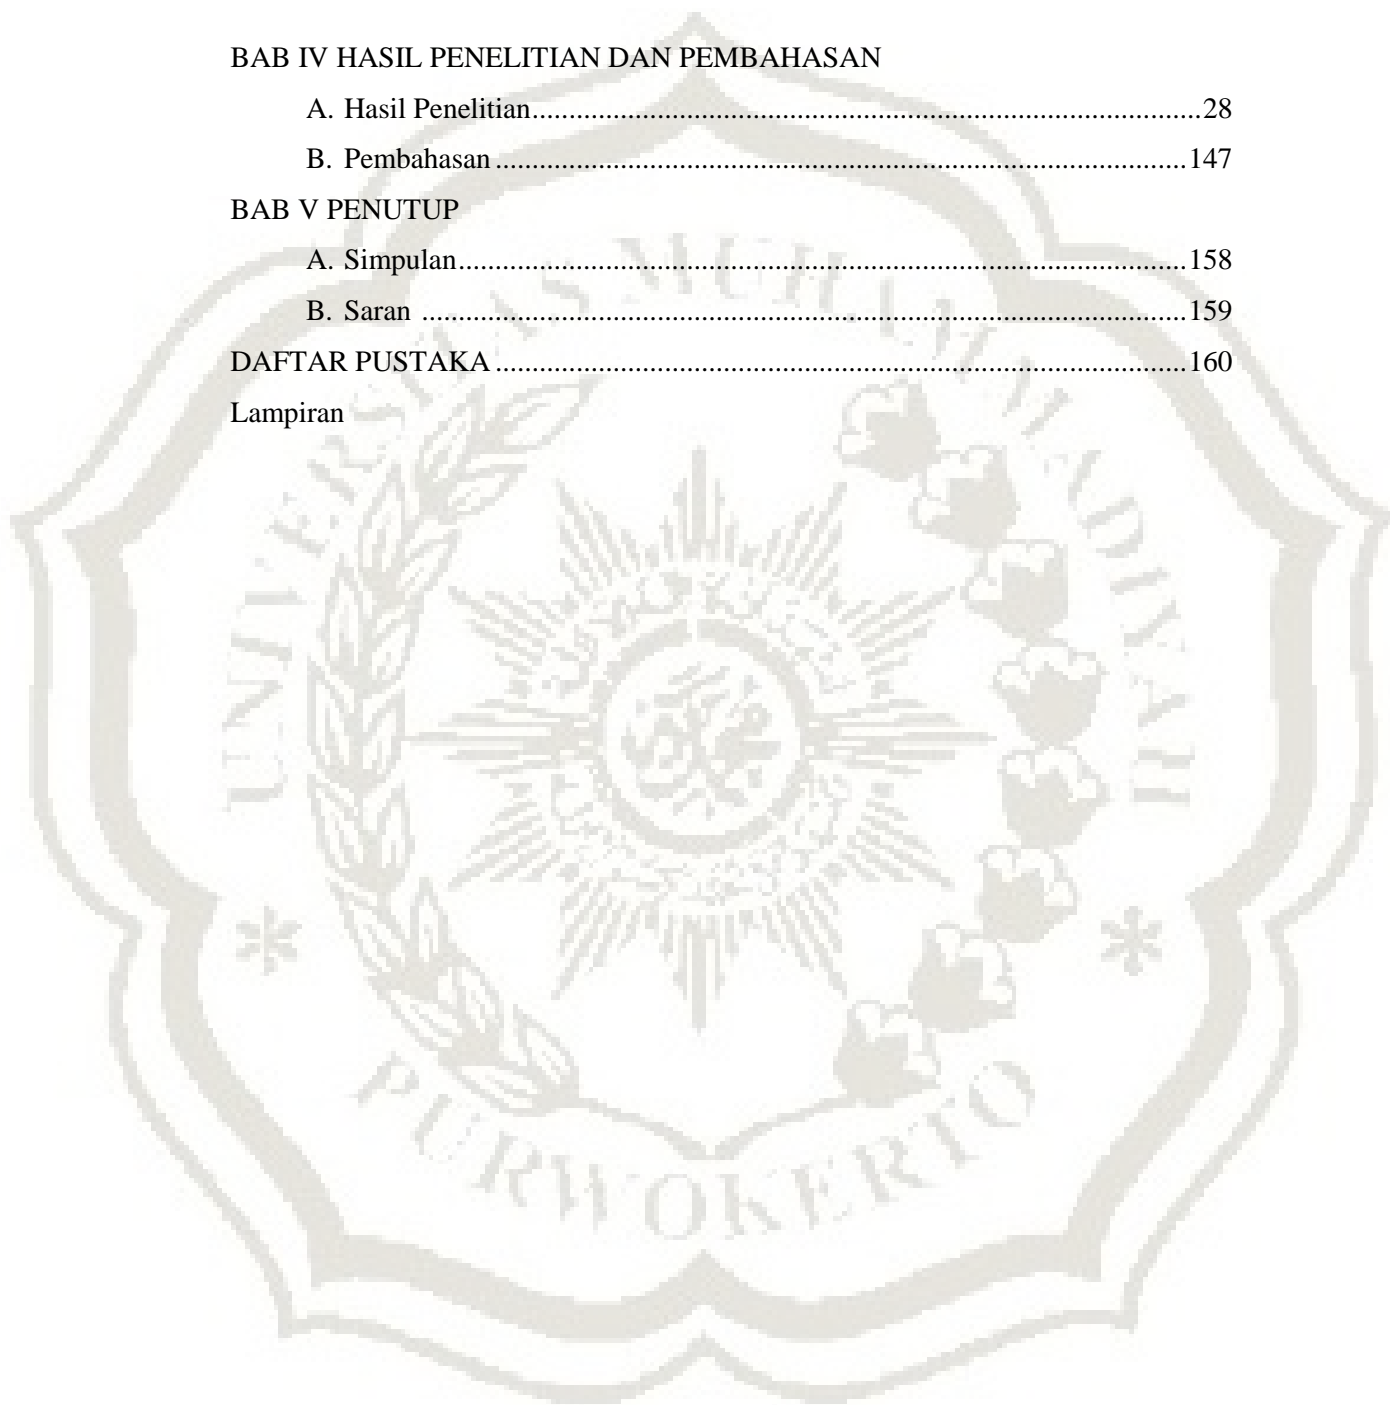 BAB IV HASIL PENELITIAN DAN PEMBAHASAN
A. Hasil Penelitian..........................................................................................28
B. Pembahasan.............................................................................................147
BAB V PENUTUP
A. Simpulan..................................................................................................158
B. Saran .......................................................................................................159
DAFTAR PUSTAKA.............................................................................................160
Lampiran
UNIVERSITAS MUHAMMADIYAH
PURWOKERTO